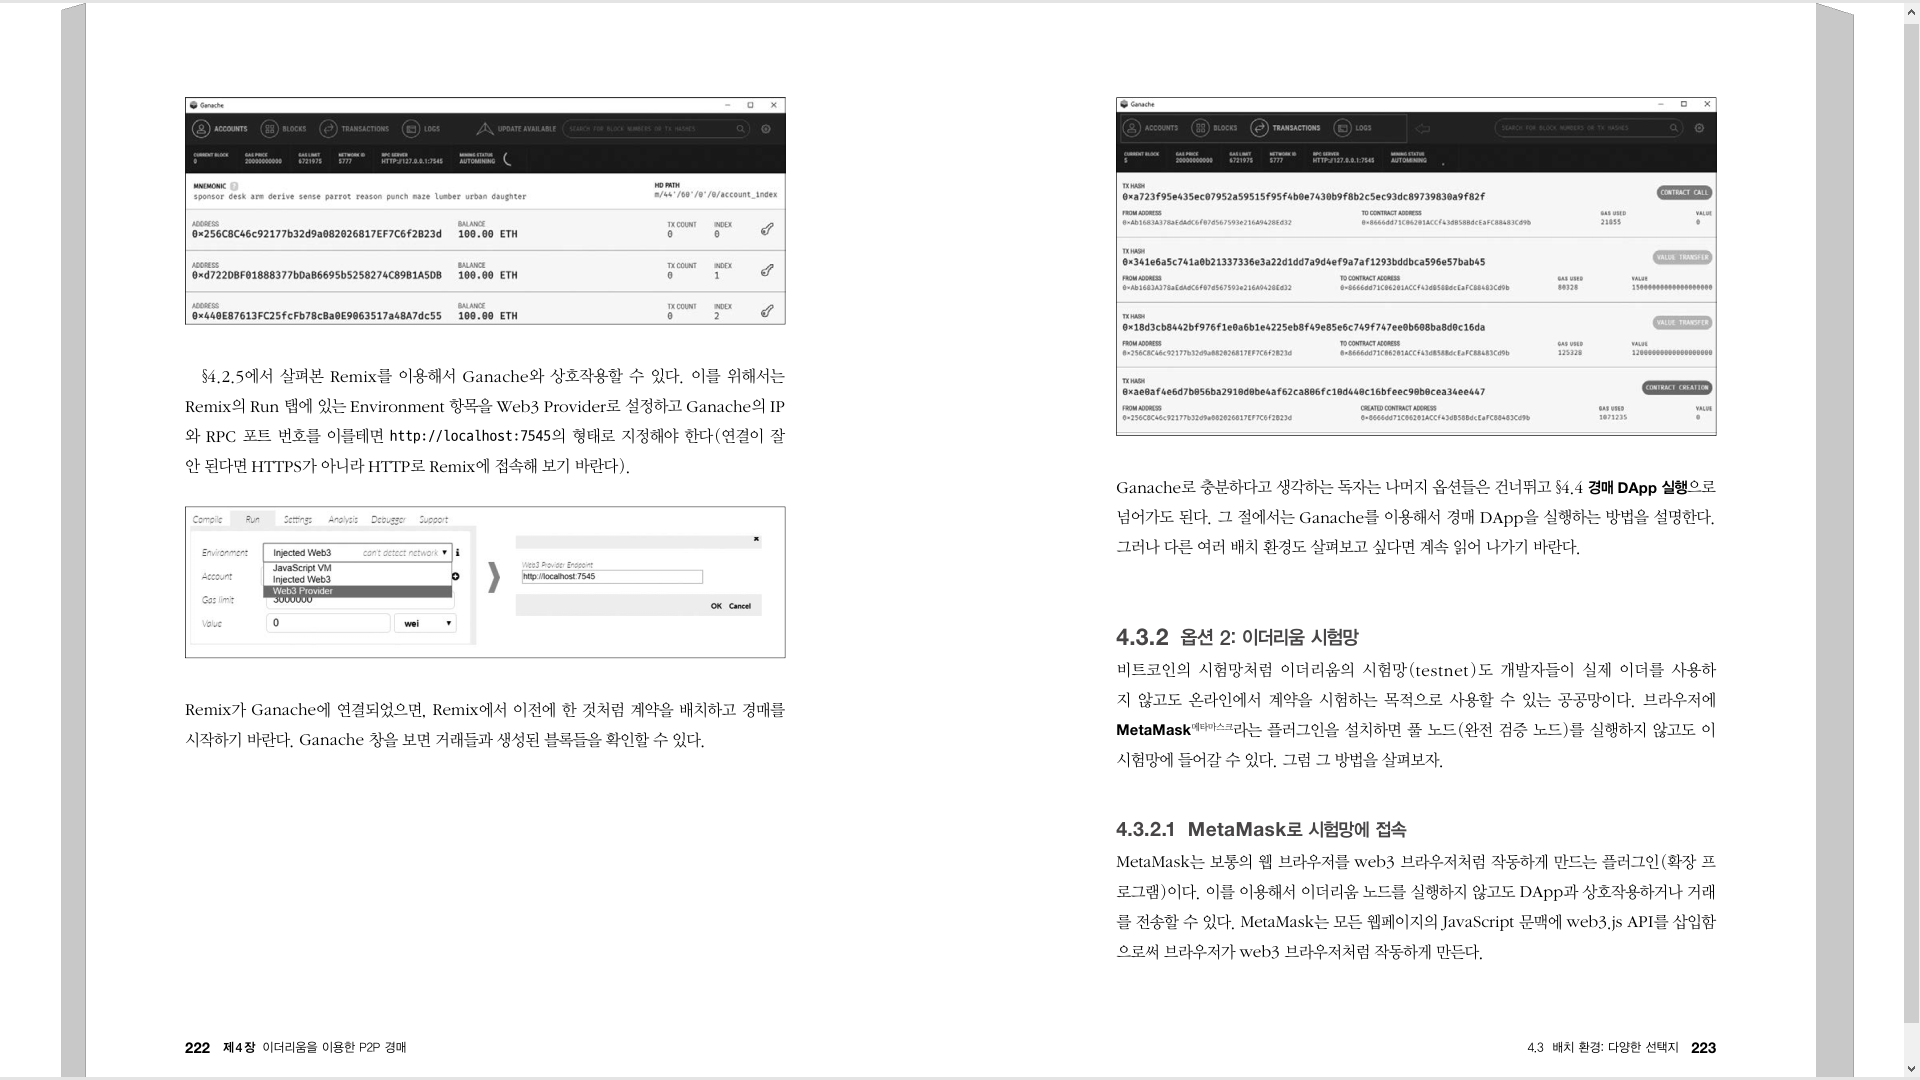 Ganache
ACCOUNTS BLOCKS TRANSACTIONS LOGS UPDATE AVAILABLE SEARCH FOR BLOCK NUMBERS OR TX HASHES
CURRENT BLOCK GAS PRICE GAS LIMIT NETWORK ID RPC SERVER MINING STATUS
0 20000000000 6721975 5777 HTTP://127.0.0.1:7545 AUTOMINING
MNEMONIC ? HD PATH
sponsor desk arm derive sense parrot reason punch maze lumber urban daughter m/44'/60'/0'/0/account_index
ADDRESS BALANCE TX COUNT INDEX
0×256C8C46c92177b32d9a082026817EF7C6f2B23d 100.00 ETH 0 0
ADDRESS BALANCE TX COUNT INDEX
0×d722DBF01888377bDaB6695b5258274C89B1A5DB 100.00 ETH 0 1
ADDRESS BALANCE TX COUNT INDEX
0×440E87613FC25fcFb78cBa0E9063517a48A7dc55 100.00 ETH 0 2
§4.2.5에서 살펴본 Remix를 이용해서 Ganache와 상호작용할 수 있다. 이를 위해서는
Remix의 Run 탭에 있는 Environment 항목을 Web3 Provider로 설정하고 Ganache의 IP
와 RPC 포트 번호를 이를테면 http://localhost:7545의 형태로 지정해야 한다(연결이 잘
안 된다면 HTTPS가 아니라 HTTP로 Remix에 접속해 보기 바란다).
Compile Run Settings Analysis Debugger Support
Environment Injected Web3 can't detect network
JavaScript VM
Account Injected Web3
Web3 Provider
Gas limit 3000000
Value 0 wei
Web3 Provider Endpoint
http://localhost:7545
OK Cancel
Remix가 Ganache에 연결되었으면, Remix에서 이전에 한 것처럼 계약을 배치하고 경매를
시작하기 바란다. Ganache 창을 보면 거래들과 생성된 블록들을 확인할 수 있다.
222 제4장 이더리움을 이용한 P2P 경매
Ganache
ACCOUNTS BLOCKS TRANSACTIONS LOGS SEARCH FOR BLOCK NUMBERS OR TX HASHES
CURRENT BLOCK GAS PRICE GAS LIMIT NETWORK ID RPC SERVER MINING STATUS
5 20000000000 6721975 5777 HTTP://127.0.0.1:7545 AUTOMINING
TX HASH
0×a723f95e435ec07952a59515f95f4b0e7430b9f8b2c5ec93dc89739830a9f82f CONTRACT CALL
FROM ADDRESS TO CONTRACT ADDRESS GAS USED VALUE
0×Ab1683A378aEdAdC6f07d567593e216A9428Ed32 0×8666dd71C06201ACCf43dB58BdcEaFC88483Cd9b 21855 0
TX HASH
0×341e6a5c741a0b21337336e3a22d1dd7a9d4ef9a7af1293bddbca596e57bab45 VALUE TRANSFER
FROM ADDRESS TO CONTRACT ADDRESS GAS USED VALUE
0×Ab1683A378aEdAdC6f07d567593e216A9428Ed32 0×8666dd71C06201ACCf43dB58BdcEaFC88483Cd9b 80328
TX HASH
0×18d3cb8442bf976f1e0a6b1e4225eb8f49e85e6c749f747ee0b608ba8d0c16da VALUE TRANSFER
FROM ADDRESS TO CONTRACT ADDRESS GAS USED VALUE
0×256C8C46c92177b32d9a082026817EF7C6f2B23d 0×8666dd71C06201ACCf43dB58BdcEaFC88483Cd9b 125328
TX HASH
0×ae0af4e6d7b056ba2910d0be4af62ca806fc10d440c16bfeec90b0cea34ee447 CONTRACT CREATION
FROM ADDRESS CREATED CONTRACT ADDRESS GAS USED VALUE
0×256C8C46c92177b32d9a082026817EF7C6f2B23d 0×8666dd71C06201ACCf43dB58BdcEaFC88483Cd9b 1071235 0
Ganache로 충분하다고 생각하는 독자는 나머지 옵션들은 건너뛰고 §4.4 경매 DApp 실행으로
넘어가도 된다. 그 절에서는 Ganache를 이용해서 경매 DApp을 실행하는 방법을 설명한다.
그러나 다른 여러 배치 환경도 살펴보고 싶다면 계속 읽어 나가기 바란다.
4.3.2 옵션 2: 이더리움 시험망
비트코인의 시험망처럼 이더리움의 시험망(testnet)도 개발자들이 실제 이더를 사용하
지 않고도 온라인에서 계약을 시험하는 목적으로 사용할 수 있는 공공망이다. 브라우저에
MetaMask메타마스크라는 플러그인을 설치하면 풀 노드(완전 검증 노드)를 실행하지 않고도 이
시험망에 들어갈 수 있다. 그럼 그 방법을 살펴보자.
4.3.2.1 MetaMask로 시험망에 접속
MetaMask는 보통의 웹 브라우저를 web3 브라우저처럼 작동하게 만드는 플러그인(확장 프
로그램)이다. 이를 이용해서 이더리움 노드를 실행하지 않고도 DApp과 상호작용하거나 거래
를 전송할 수 있다. MetaMask는 모든 웹페이지의 JavaScript 문맥에 web3.js API를 삽입함
으로써 브라우저가 web3 브라우저처럼 작동하게 만든다.
4.3 배치 환경: 다양한 선택지 223